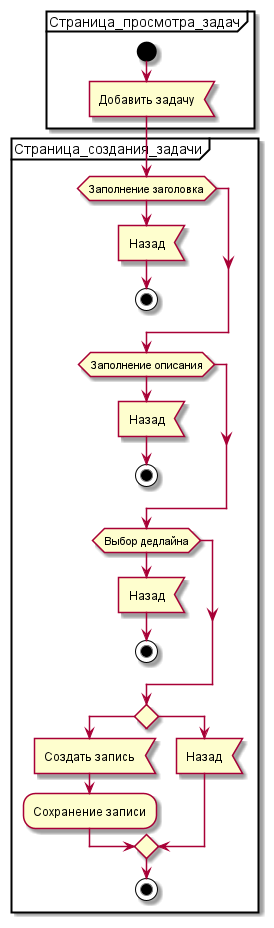 Страница_просмотра_задач
Добавить задачу
Страница_создания_задачи
Заполнение заголовка
Назад
Заполнение описания
Назад
Выбор дедлайна
Назад
Создать запись
Назад
Сохранение записи